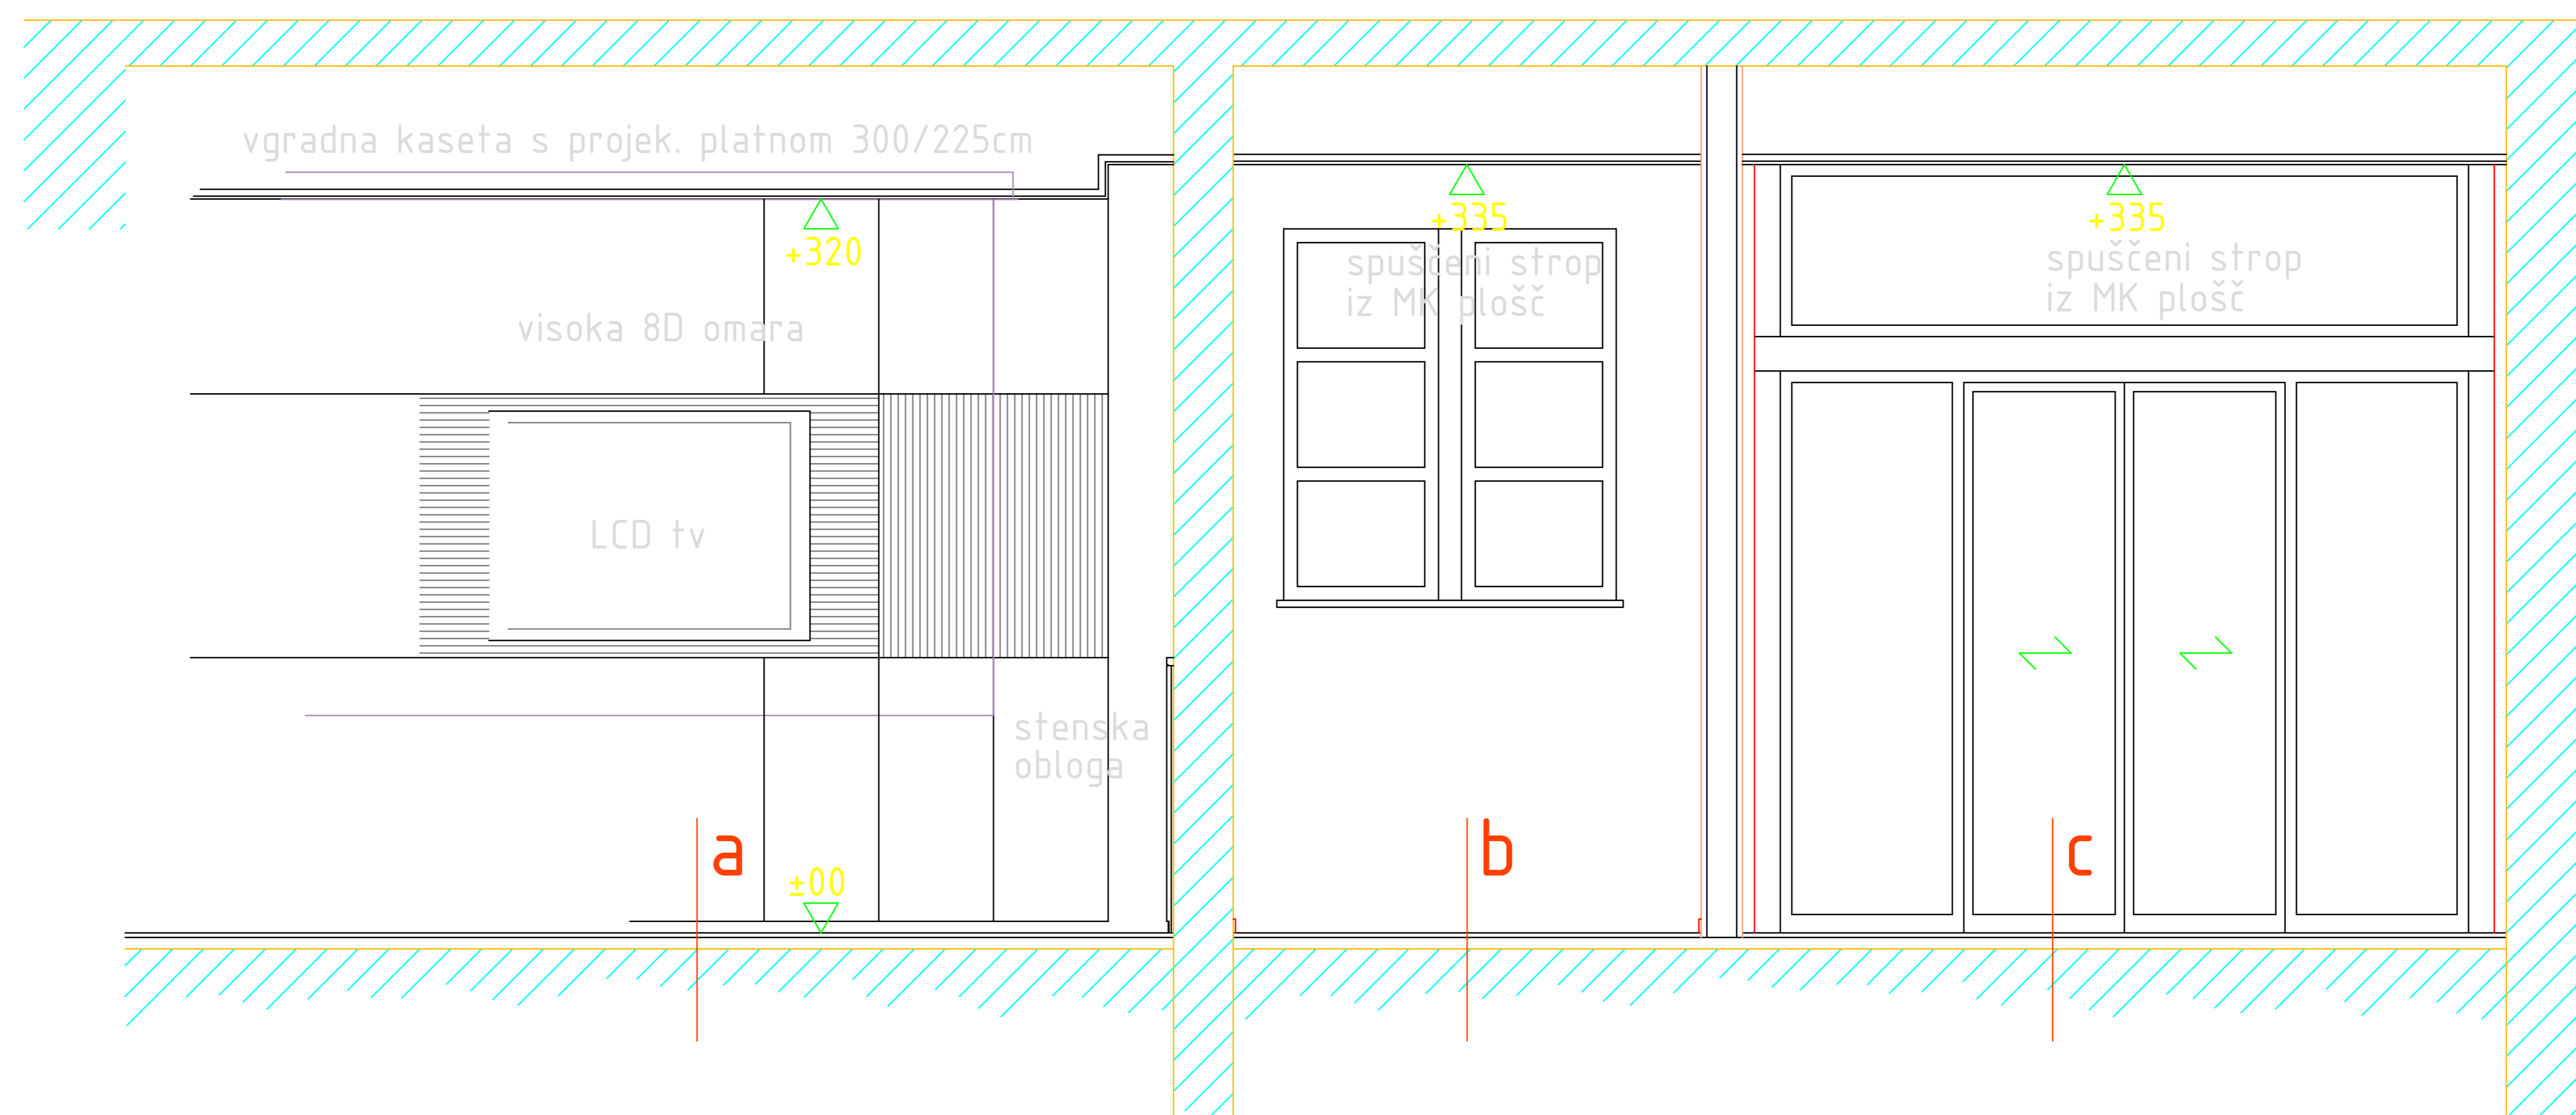 vgradna kaseta s projek. platnom 300/225cm
+320
visoka 8D omara
LCD tv
stenska
obloga
a
±00
+335
spuščeni strop
iz MK plošč
b
+335
spuščeni strop
iz MK plošč
c